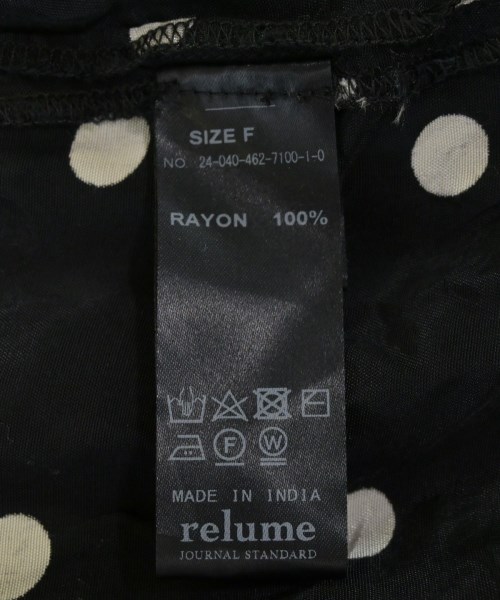 SIZE F
NO 24-040-462-7100-1-0
RAYON 100%
F W
MADE IN INDIA
relume
JOURNAL STANDARD